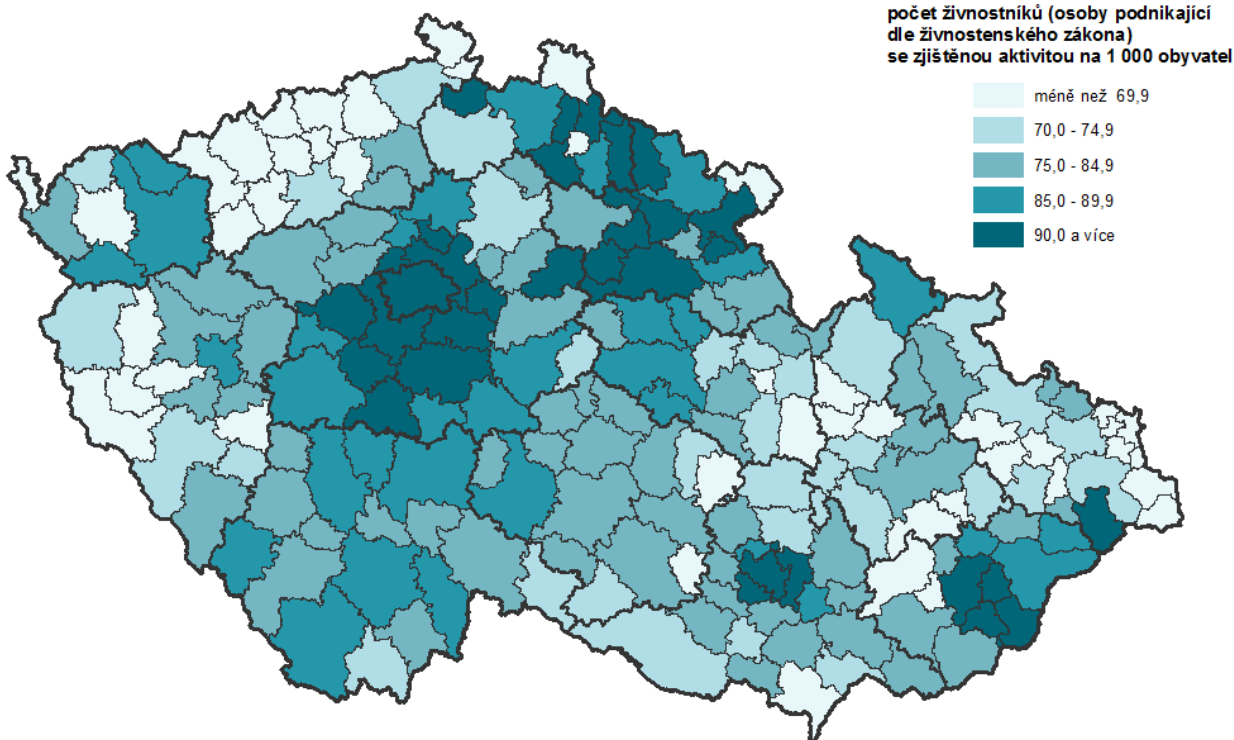 počet živnostníků (osoby podnikající
dle živnostenského zákona)
se zjištěnou aktivitou na 1 000 obyvatel
méně než 69,9
70,0 - 74,9
75,0 - 84,9
85,0 - 89,9
90,0 a více